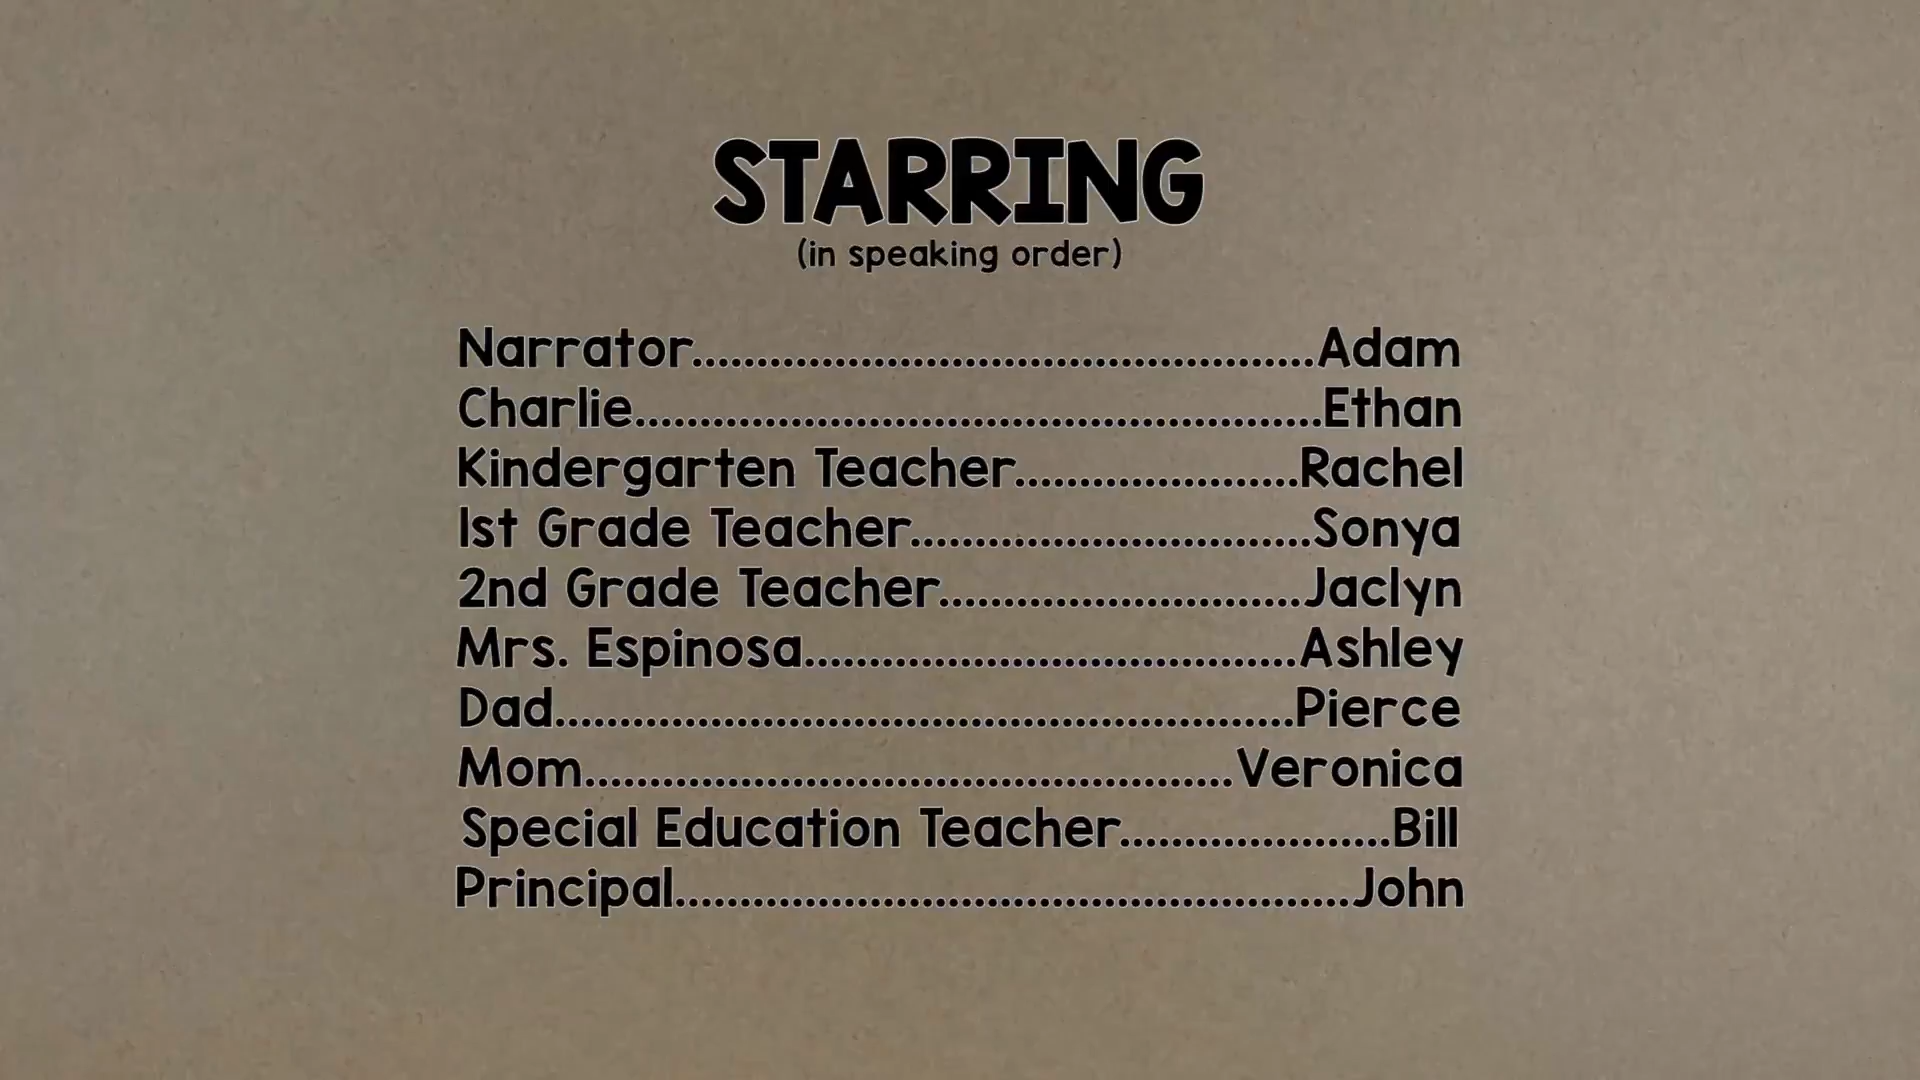 STARRING
(in speaking order)
Narrator................................................Adam
Charlie.....................................................Ethan
Kindergarten Teacher......................Rachel
1st Grade Teacher...............................Sonya
2nd Grade Teacher............................Jaclyn
Mrs. Espinosa......................................Ashley
Dad.........................................................Pierce
Mom..................................................Veronica
Special Education Teacher.....................Bill
Principal....................................................John